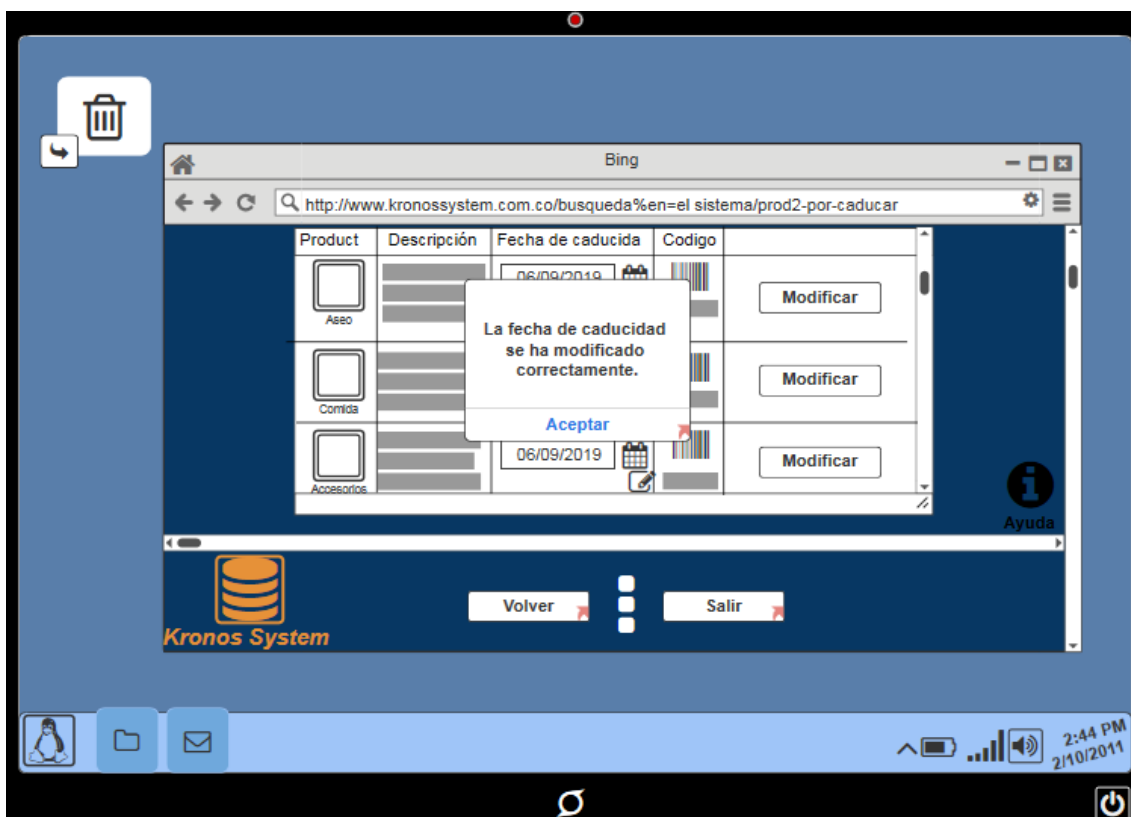 Bing
http://www.kronossystem.com.co/busqueda%en=el sistema/prod2-por-caducar
Product Descripción Fecha de caducida Codigo
06/09/2019
Aseo
Modificar
La fecha de caducidad
se ha modificado
correctamente.
Aceptar
Comida
Modificar
06/09/2019
Accesorios
Modificar
Ayuda
Kronos System
Volver
Salir
2:44 PM
2/10/2011